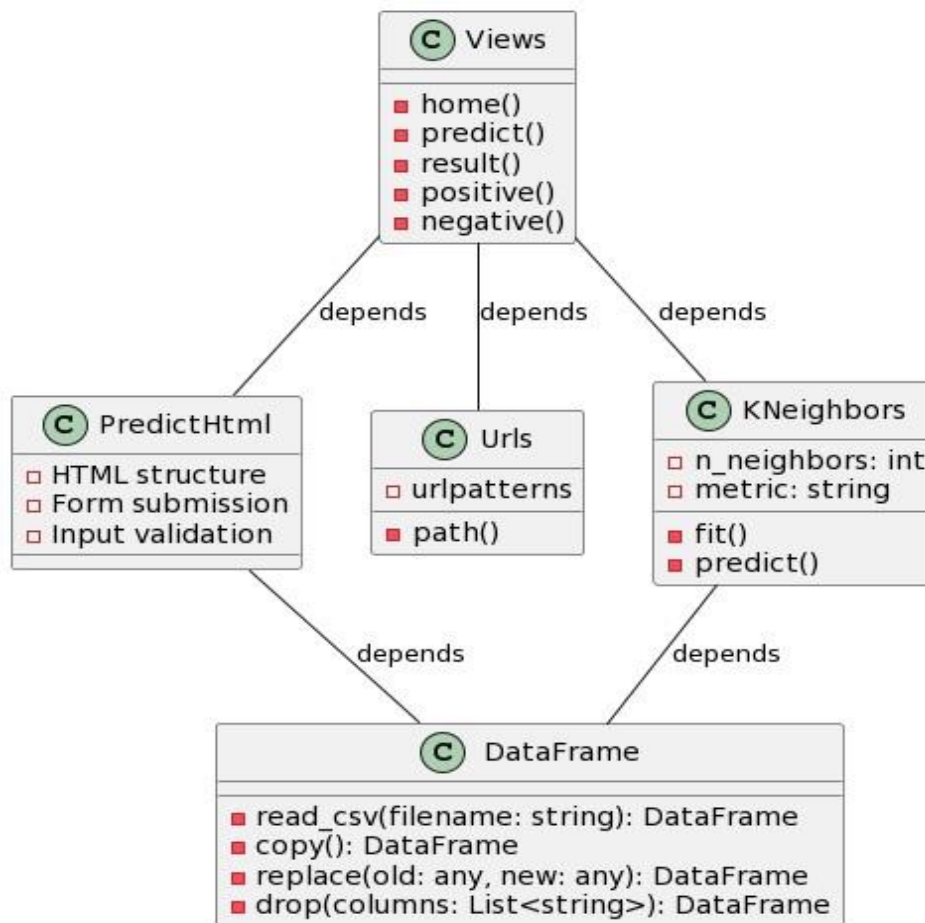 C Views
home()
predict()
result()
positive()
negative()
depends
depends
depends
C PredictHtml
HTML structure
Form submission
Input validation
C Urls
urlpatterns
path()
C KNeighbors
n_neighbors: int
metric: string
fit()
predict()
depends
depends
C DataFrame
read_csv(filename: string): DataFrame
copy(): DataFrame
replace(old: any, new: any): DataFrame
drop(columns: List<string>): DataFrame